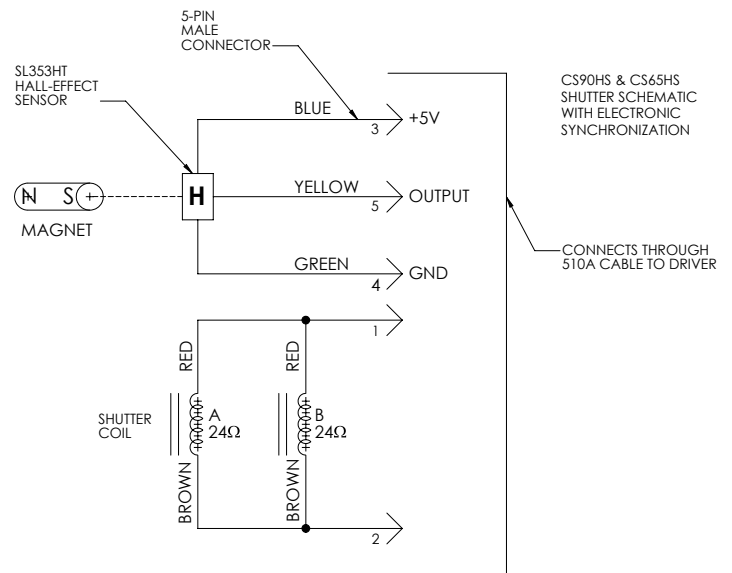 5-PIN
MALE
CONNECTOR
SL353HT
HALL-EFFECT
SENSOR
CS90HS & CS65HS
SHUTTER SCHEMATIC
WITH ELECTRONIC
SYNCHRONIZATION
BLUE
3
+5V
N S
H
YELLOW
5
OUTPUT
MAGNET
CONNECTS THROUGH
510A CABLE TO DRIVER
GREEN
4
GND
1
RED
RED
SHUTTER
COIL
A
24Ω
B
24Ω
BROWN
BROWN
2